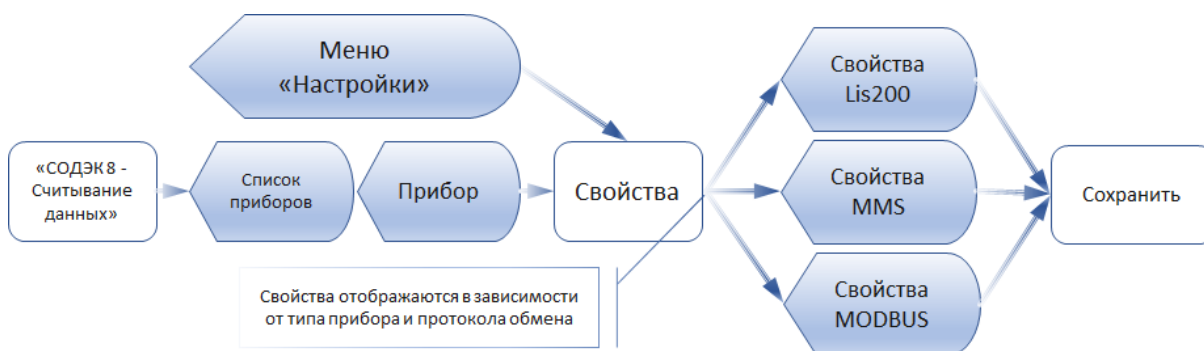 Меню
«Настройки»
«СОДЭК 8 -
Считывание
данных»
Список
приборов
Прибор
Свойства
Свойства
Lis200
Свойства
MMS
Свойства
MODBUS
Сохранить
Свойства отображаются в зависимости
от типа прибора и протокола обмена